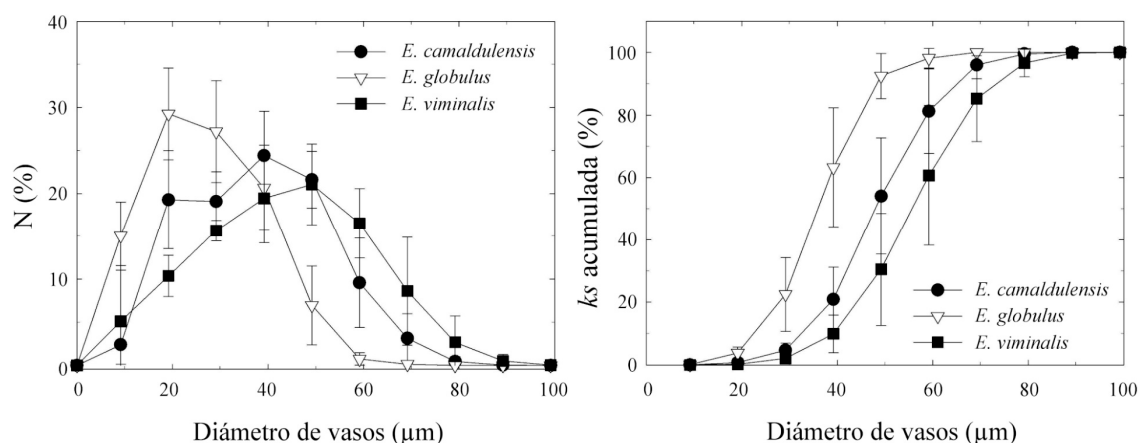 40
30
20
10
0
N (%)
E. camaldulensis
E. globulus
E. viminalis
0 20 40 60 80 100
Diámetro de vasos (µm)
100
80
60
40
20
0
ks acumulada (%)
E. camaldulensis
E. globulus
E. viminalis
0 20 40 60 80 100
Diámetro de vasos (µm)